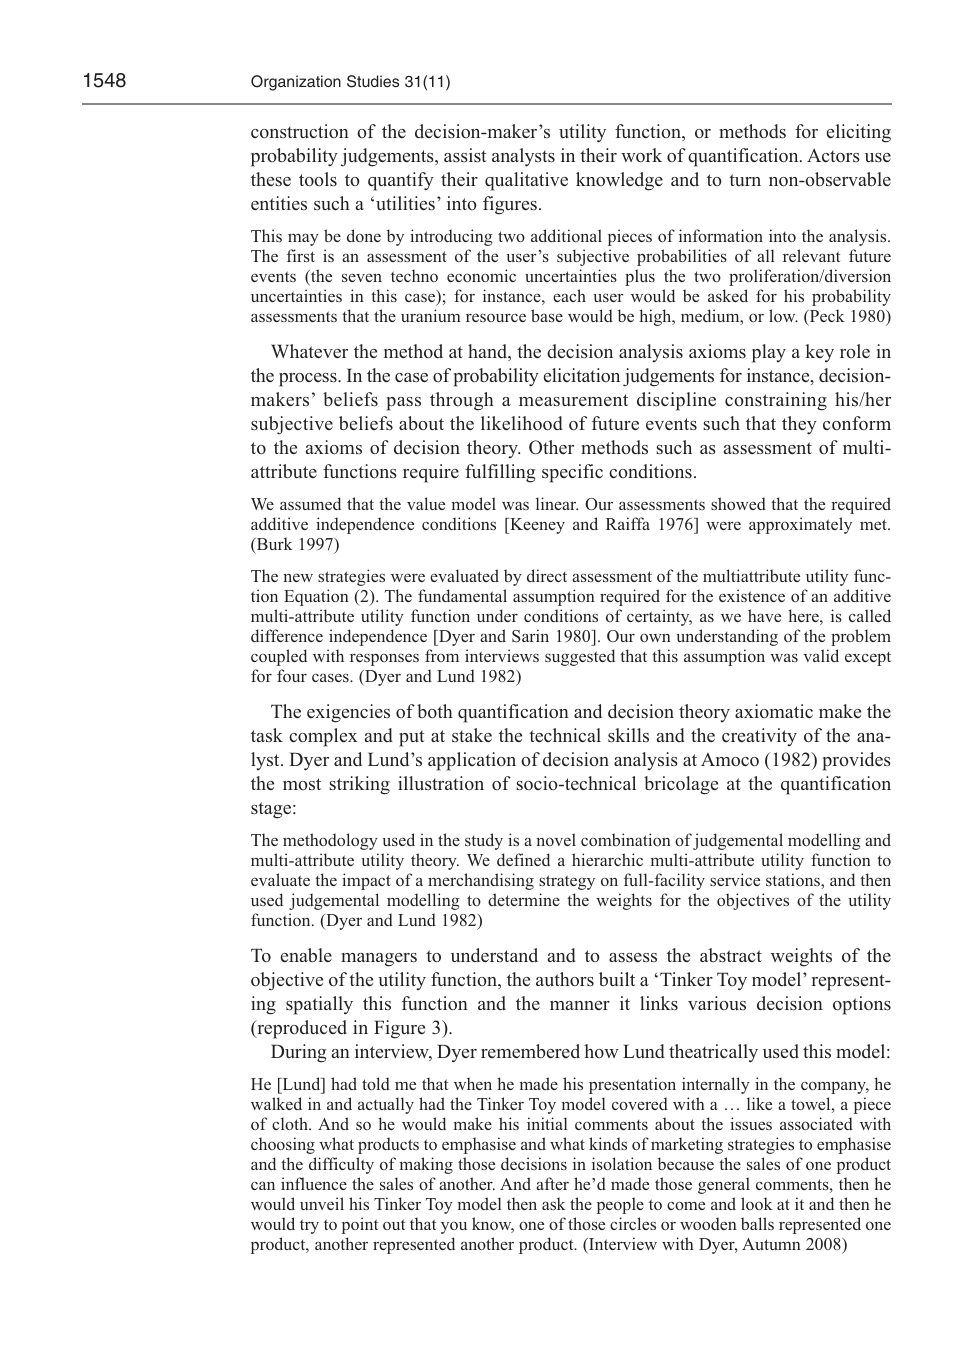 1548
Organization Studies 31(11)
construction of the decision-maker’s utility function, or methods for eliciting
probability judgements, assist analysts in their work of quantification. Actors use
these tools to quantify their qualitative knowledge and to turn non-observable
entities such a ‘utilities’ into figures.
This may be done by introducing two additional pieces of information into the analysis.
The first is an assessment of the user’s subjective probabilities of all relevant future
events (the seven techno economic uncertainties plus the two proliferation/diversion
uncertainties in this case); for instance, each user would be asked for his probability
assessments that the uranium resource base would be high, medium, or low. (Peck 1980)
Whatever the method at hand, the decision analysis axioms play a key role in
the process. In the case of probability elicitation judgements for instance, decision-
makers’ beliefs pass through a measurement discipline constraining his/her
subjective beliefs about the likelihood of future events such that they conform
to the axioms of decision theory. Other methods such as assessment of multi-
attribute functions require fulfilling specific conditions.
We assumed that the value model was linear. Our assessments showed that the required
additive independence conditions [Keeney and Raiffa 1976] were approximately met.
(Burk 1997)
The new strategies were evaluated by direct assessment of the multiattribute utility func-
tion Equation (2). The fundamental assumption required for the existence of an additive
multi-attribute utility function under conditions of certainty, as we have here, is called
difference independence [Dyer and Sarin 1980]. Our own understanding of the problem
coupled with responses from interviews suggested that this assumption was valid except
for four cases. (Dyer and Lund 1982)
The exigencies of both quantification and decision theory axiomatic make the
task complex and put at stake the technical skills and the creativity of the ana-
lyst. Dyer and Lund’s application of decision analysis at Amoco (1982) provides
the most striking illustration of socio-technical bricolage at the quantification
stage:
The methodology used in the study is a novel combination of judgemental modelling and
multi-attribute utility theory. We defined a hierarchic multi-attribute utility function to
evaluate the impact of a merchandising strategy on full-facility service stations, and then
used judgemental modelling to determine the weights for the objectives of the utility
function. (Dyer and Lund 1982)
To enable managers to understand and to assess the abstract weights of the
objective of the utility function, the authors built a ‘Tinker Toy model’ represent-
ing spatially this function and the manner it links various decision options
(reproduced in Figure 3).
During an interview, Dyer remembered how Lund theatrically used this model:
He [Lund] had told me that when he made his presentation internally in the company, he
walked in and actually had the Tinker Toy model covered with a … like a towel, a piece
of cloth. And so he would make his initial comments about the issues associated with
choosing what products to emphasise and what kinds of marketing strategies to emphasise
and the difficulty of making those decisions in isolation because the sales of one product
can influence the sales of another. And after he’d made those general comments, then he
would unveil his Tinker Toy model then ask the people to come and look at it and then he
would try to point out that you know, one of those circles or wooden balls represented one
product, another represented another product. (Interview with Dyer, Autumn 2008)